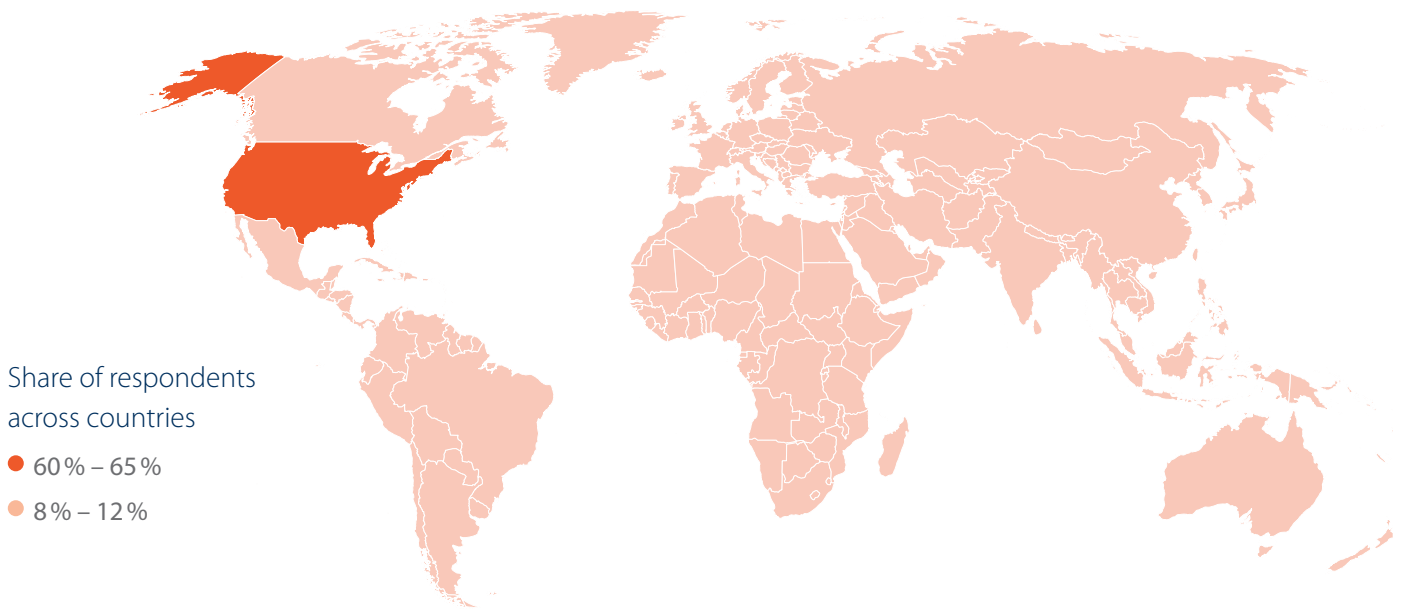 Share of respondents
across countries
60 % – 65 %
8 % – 12 %